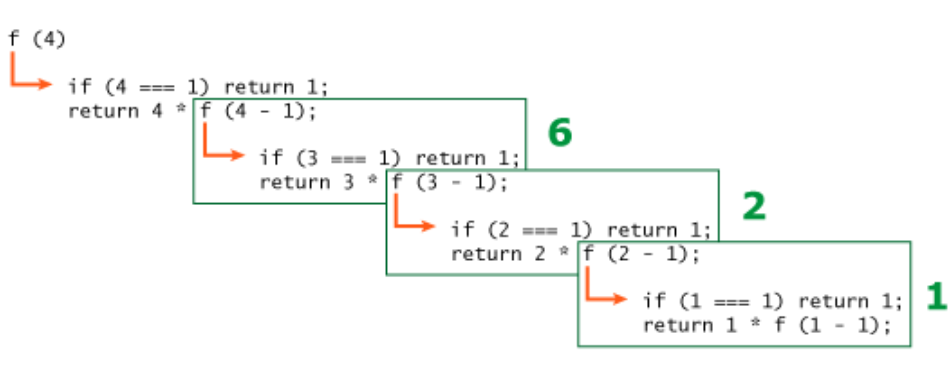 f (4)
if (4 === 1) return 1;
return 4 * f (4 - 1);
6
if (3 === 1) return 1;
return 3 * f (3 - 1);
2
if (2 === 1) return 1;
return 2 * f (2 - 1);
1
if (1 === 1) return 1;
return 1 * f (1 - 1);